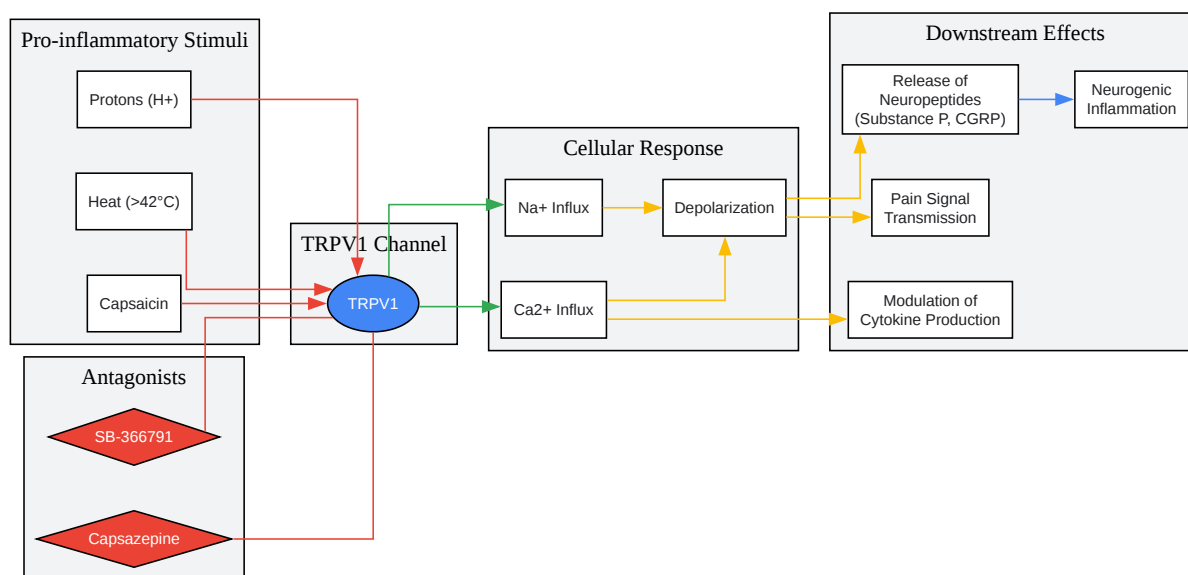 Pro-inflammatory Stimuli
Protons (H+)
Heat (>42°C)
Capsaicin
Antagonists
SB-366791
Capsazepine
TRPV1 Channel
TRPV1
Cellular Response
Na+ Influx
Depolarization
Ca2+ Influx
Downstream Effects
Release of
Neuropeptides
(Substance P, CGRP)
Neurogenic
Inflammation
Pain Signal
Transmission
Modulation of
Cytokine Production